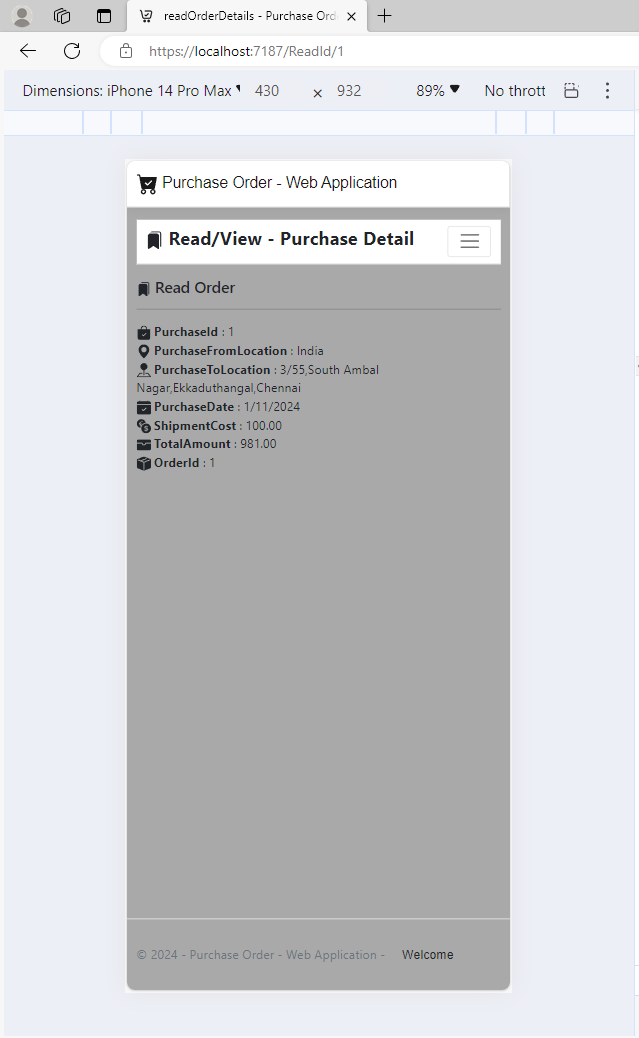 readOrderDetails - Purchase Ord
https://localhost:7187/ReadId/1
Dimensions: iPhone 14 Pro Max 430 × 932 89% No thrott
Purchase Order - Web Application
Read/View - Purchase Detail
Read Order
PurchaseId : 1
PurchaseFromLocation : India
PurchaseToLocation : 3/55,South Ambal
Nagar,Ekkaduthangal,Chennai
PurchaseDate : 1/11/2024
ShipmentCost : 100.00
TotalAmount : 981.00
OrderId : 1
© 2024 - Purchase Order - Web Application - Welcome